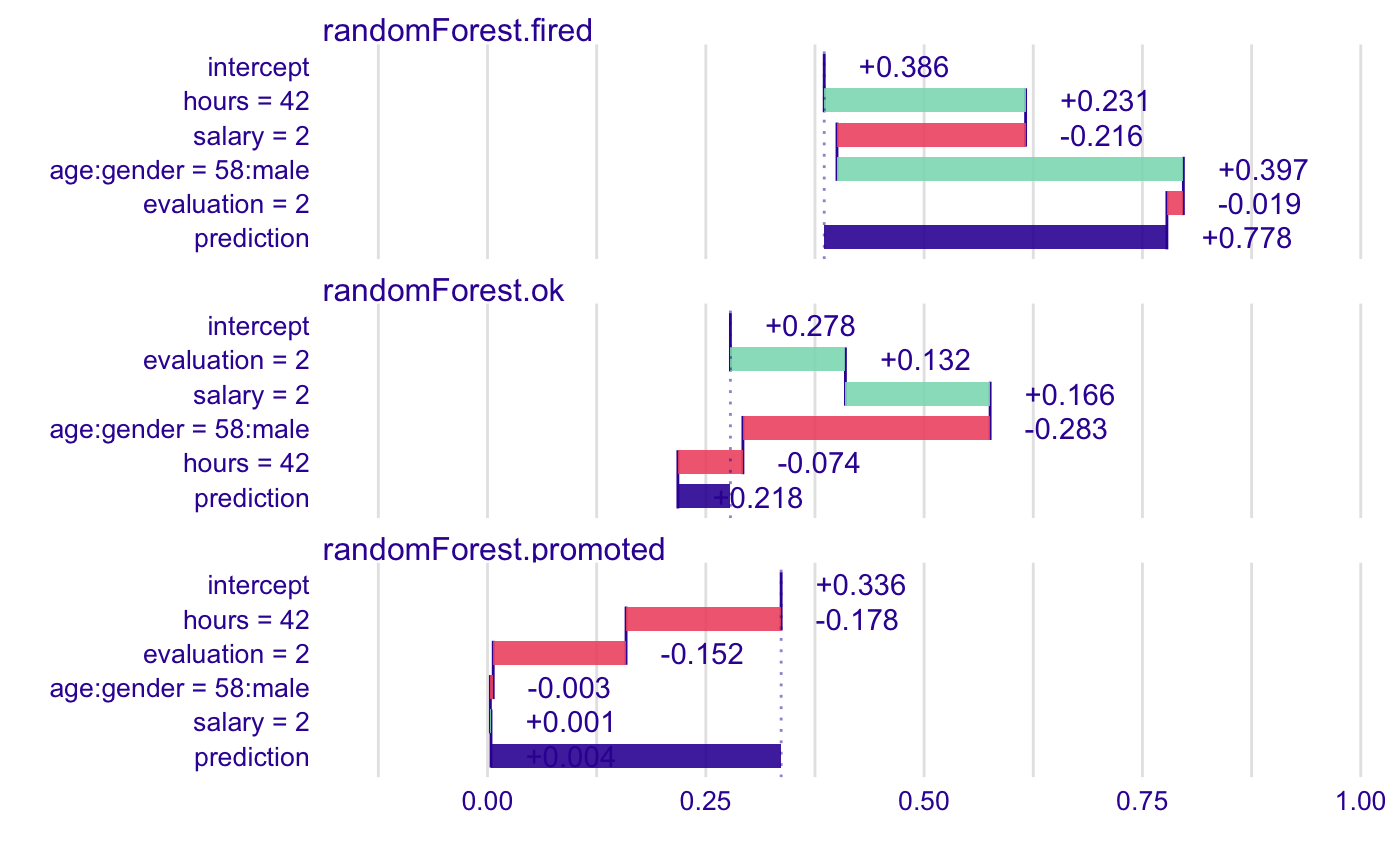 randomForest.fired
intercept +0.386
hours = 42 +0.231
salary = 2 -0.216
age:gender = 58:male +0.397
evaluation = 2 -0.019
prediction +0.778
randomForest.ok
intercept +0.278
evaluation = 2 +0.132
salary = 2 +0.166
age:gender = 58:male -0.283
hours = 42 -0.074
prediction +0.218
randomForest.promoted
intercept +0.336
hours = 42 -0.178
evaluation = 2 -0.152
age:gender = 58:male -0.003
salary = 2 +0.001
prediction +0.004
0.00 0.25 0.50 0.75 1.00